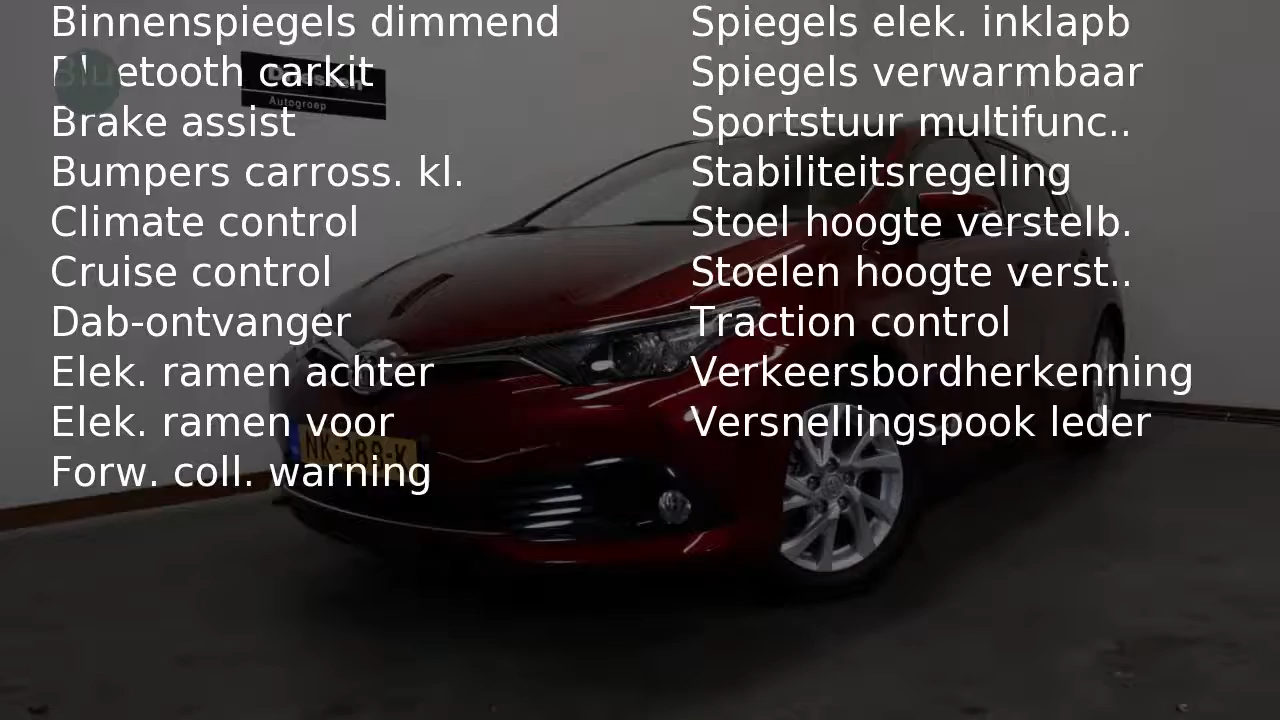 Binnenspiegels dimmend
Bluetooth carkit
Brake assist
Bumpers carross. kl.
Climate control
Cruise control
Dab-ontvanger
Elek. ramen achter
Elek. ramen voor
Forw. coll. warning
Spiegels elek. inklapb
Spiegels verwarmbaar
Sportstuur multifunc..
Stabiliteitsregeling
Stoel hoogte verstelb.
Stoelen hoogte verst..
Traction control
Verkeersbordherkenning
Versnellingspook leder
Autogroep